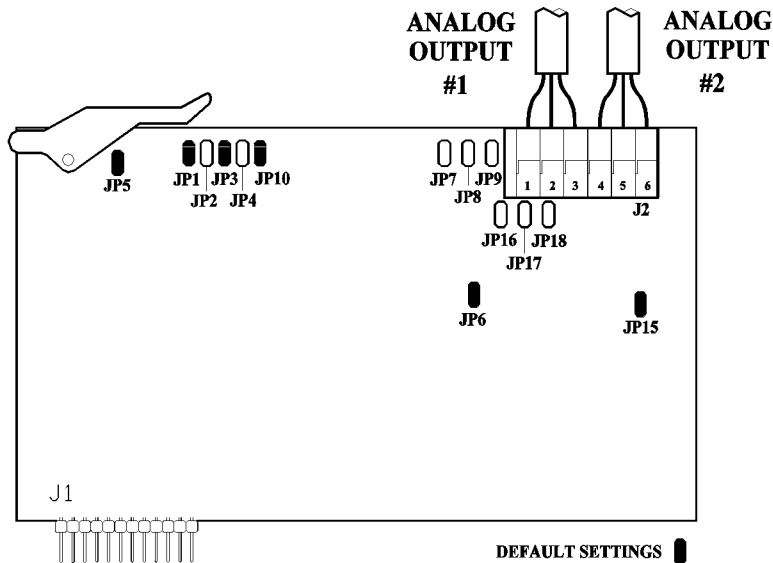 ANALOG
OUTPUT
#1
ANALOG
OUTPUT
#2
JP5
JP1
JP2
JP3
JP4
JP10
JP7
JP8
JP9
1 2 3 4 5 6
J2
JP16
JP17
JP18
JP6
JP15
J1
DEFAULT SETTINGS